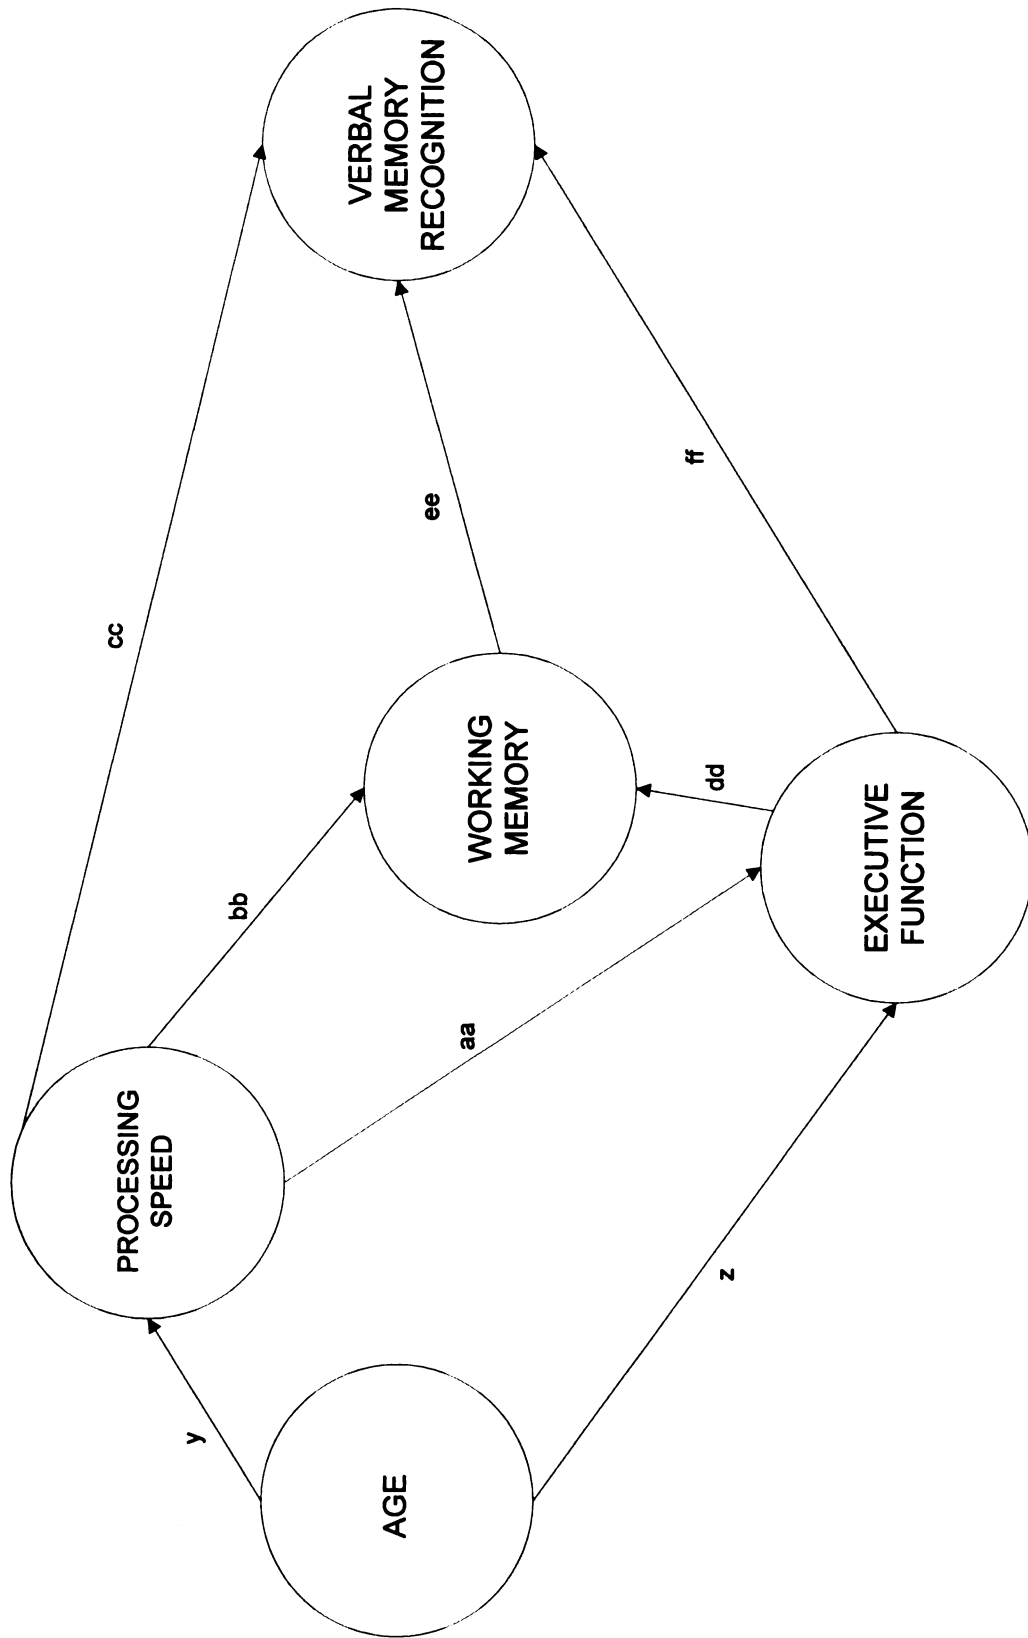 AGE
y
z
PROCESSING
SPEED
aa
bb
cc
EXECUTIVE
FUNCTION
dd
WORKING
MEMORY
ee
ff
VERBAL
MEMORY
RECOGNITION